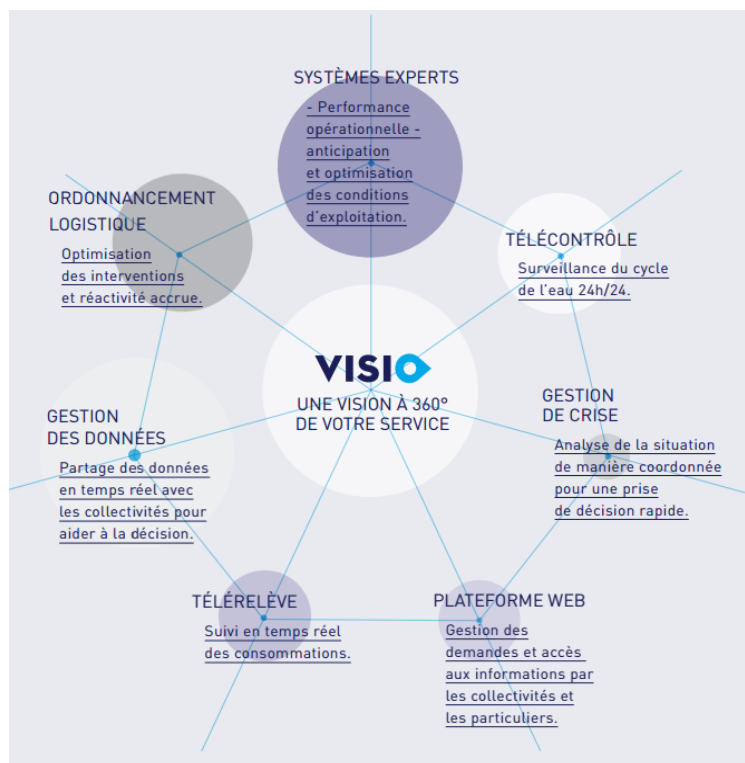 SYSTÈMES EXPERTS
- Performance
opérationnelle -
anticipation
et optimisation
des conditions
d'exploitation.
ORDONNANCEMENT
LOGISTIQUE
Optimisation
des interventions
et réactivité accrue.
TÉLÉCONTRÔLE
Surveillance du cycle
de l'eau 24h/24.
VISIO
UNE VISION À 360°
DE VOTRE SERVICE
GESTION
DES DONNÉES
Partage des données
en temps réel avec
les collectivités pour
aider à la décision.
GESTION
DE CRISE
Analyse de la situation
de manière coordonnée
pour une prise
de décision rapide.
TÉLÉRELÈVE
Suivi en temps réel
des consommations.
PLATEFORME WEB
Gestion des
demandes et accès
aux informations par
les collectivités et
les particuliers.